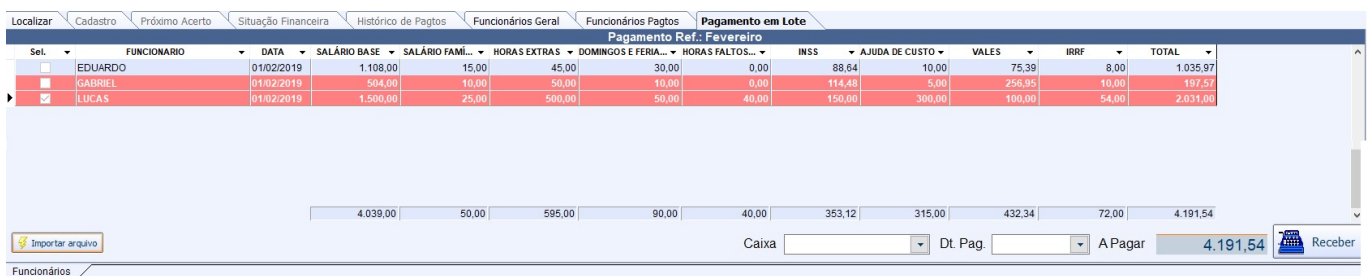 Localizar Cadastro Próximo Acerto Situação Financeira Histórico de Pagtos Funcionários Geral Funcionários Pagtos Pagamento em Lote
Pagamento Ref.: Fevereiro
Sel. FUNCIONARIO DATA SALÁRIO BASE SALÁRIO FAMÍ... HORAS EXTRAS DOMINGOS E FERIA... HORAS FALTOS... INSS AJUDA DE CUSTO VALES IRRF TOTAL
EDUARDO 01/02/2019 1.108,00 15,00 45,00 30,00 0,00 88,64 10,00 75,39 8,00 1.035,97
GABRIEL 01/02/2019 504,00 10,00 50,00 10,00 0,00 114,48 5,00 256,95 10,00 197,57
LUCAS 01/02/2019 1.500,00 25,00 500,00 50,00 40,00 150,00 300,00 100,00 54,00 2.031,00
4.039,00 50,00 595,00 90,00 40,00 353,12 315,00 432,34 72,00 4.191,54
Importar arquivo Caixa Dt. Pag. A Pagar 4.191,54 Receber
Funcionários